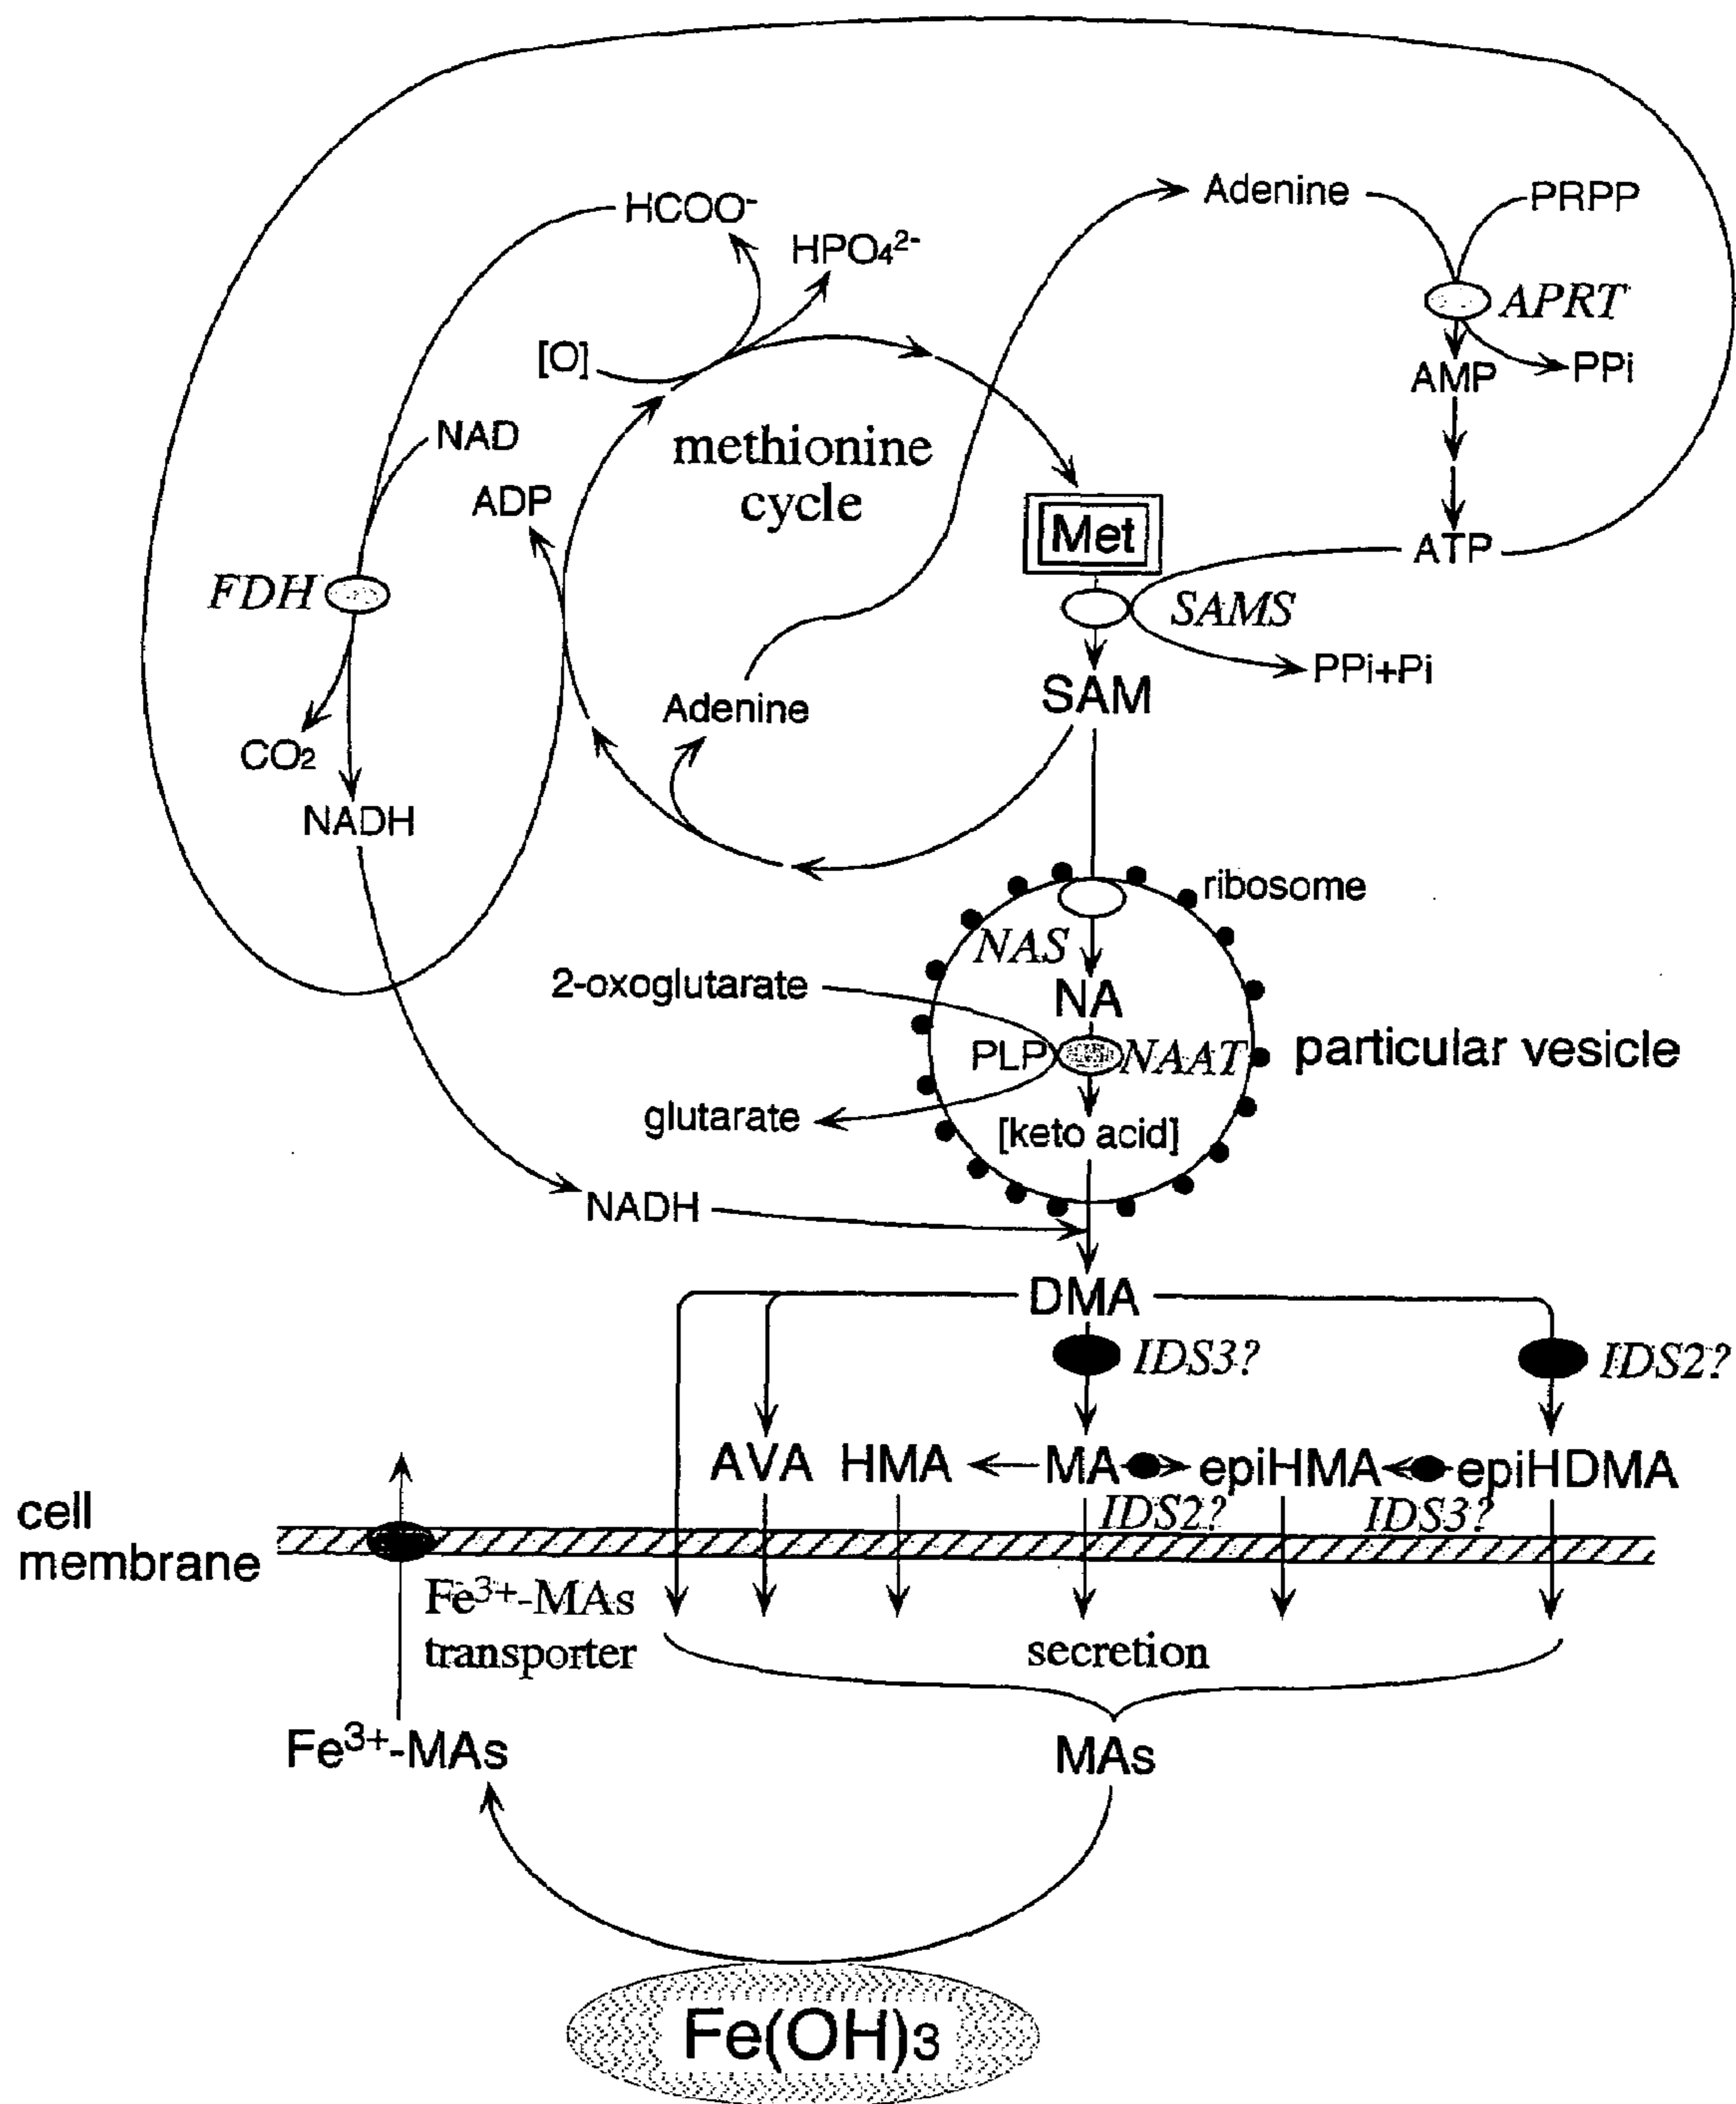 HCOO⁻
HPO₄²⁻
Adenine
PRPP
APRT
[O]
PPi
AMP
NAD
methionine
cycle
ADP
Met
ATP
FDH
SAMS
PPi+Pi
SAM
Adenine
CO₂
NADH
ribosome
NAS
2-oxoglutarate
NA
PLP
NAAT
particular vesicle
glutarate
[keto acid]
NADH
DMA
IDS3?
IDS2?
AVA
HMA
MA
epiHMA
epiHDMA
IDS2?
IDS3?
cell
membrane
Fe³⁺-MAs
transporter
secretion
Fe³⁺-MAs
MAs
Fe(OH)₃